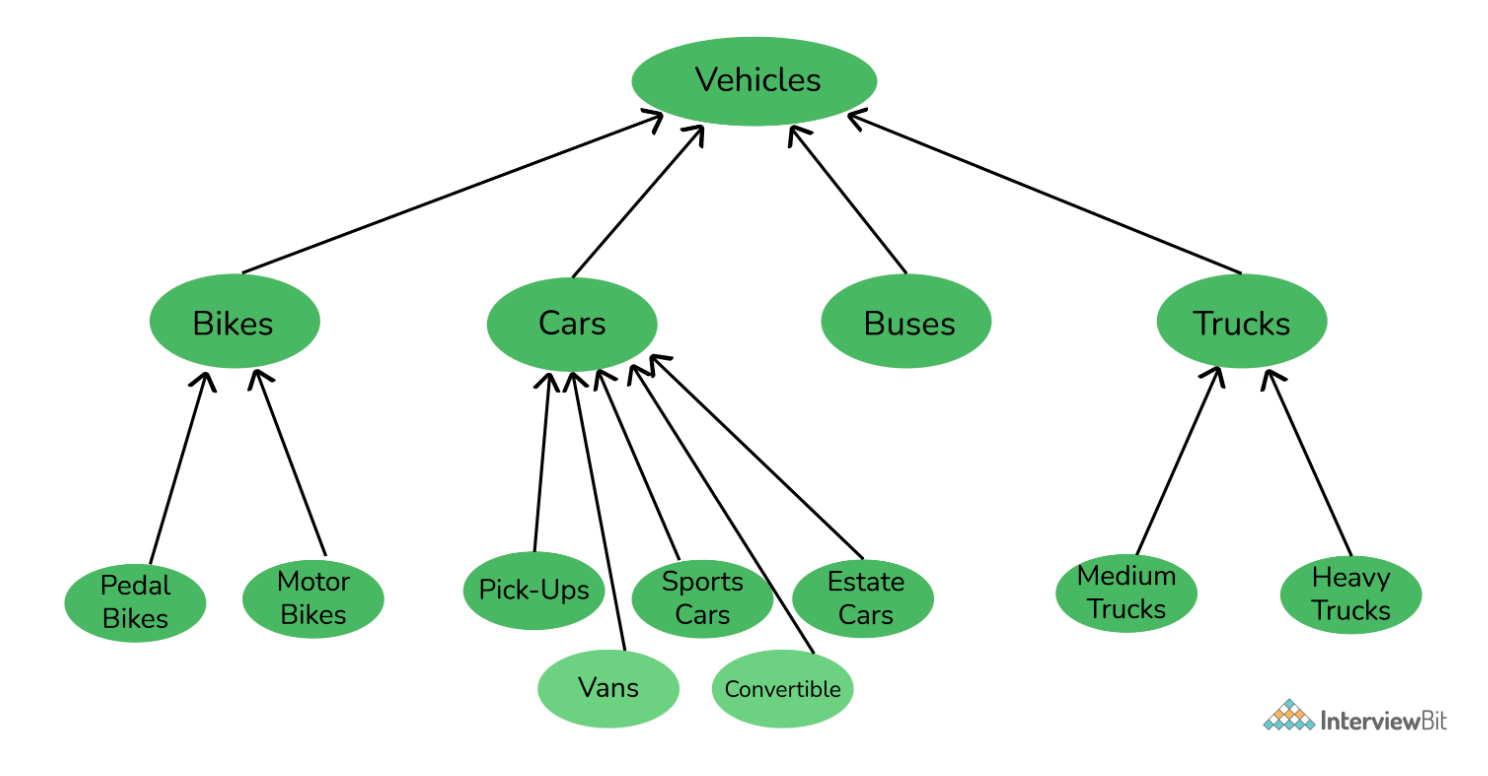 Vehicles
Bikes
Cars
Buses
Trucks
Pedal
Bikes
Motor
Bikes
Pick-Ups
Sports
Cars
Estate
Cars
Medium
Trucks
Heavy
Trucks
Vans
Convertible
InterviewBit